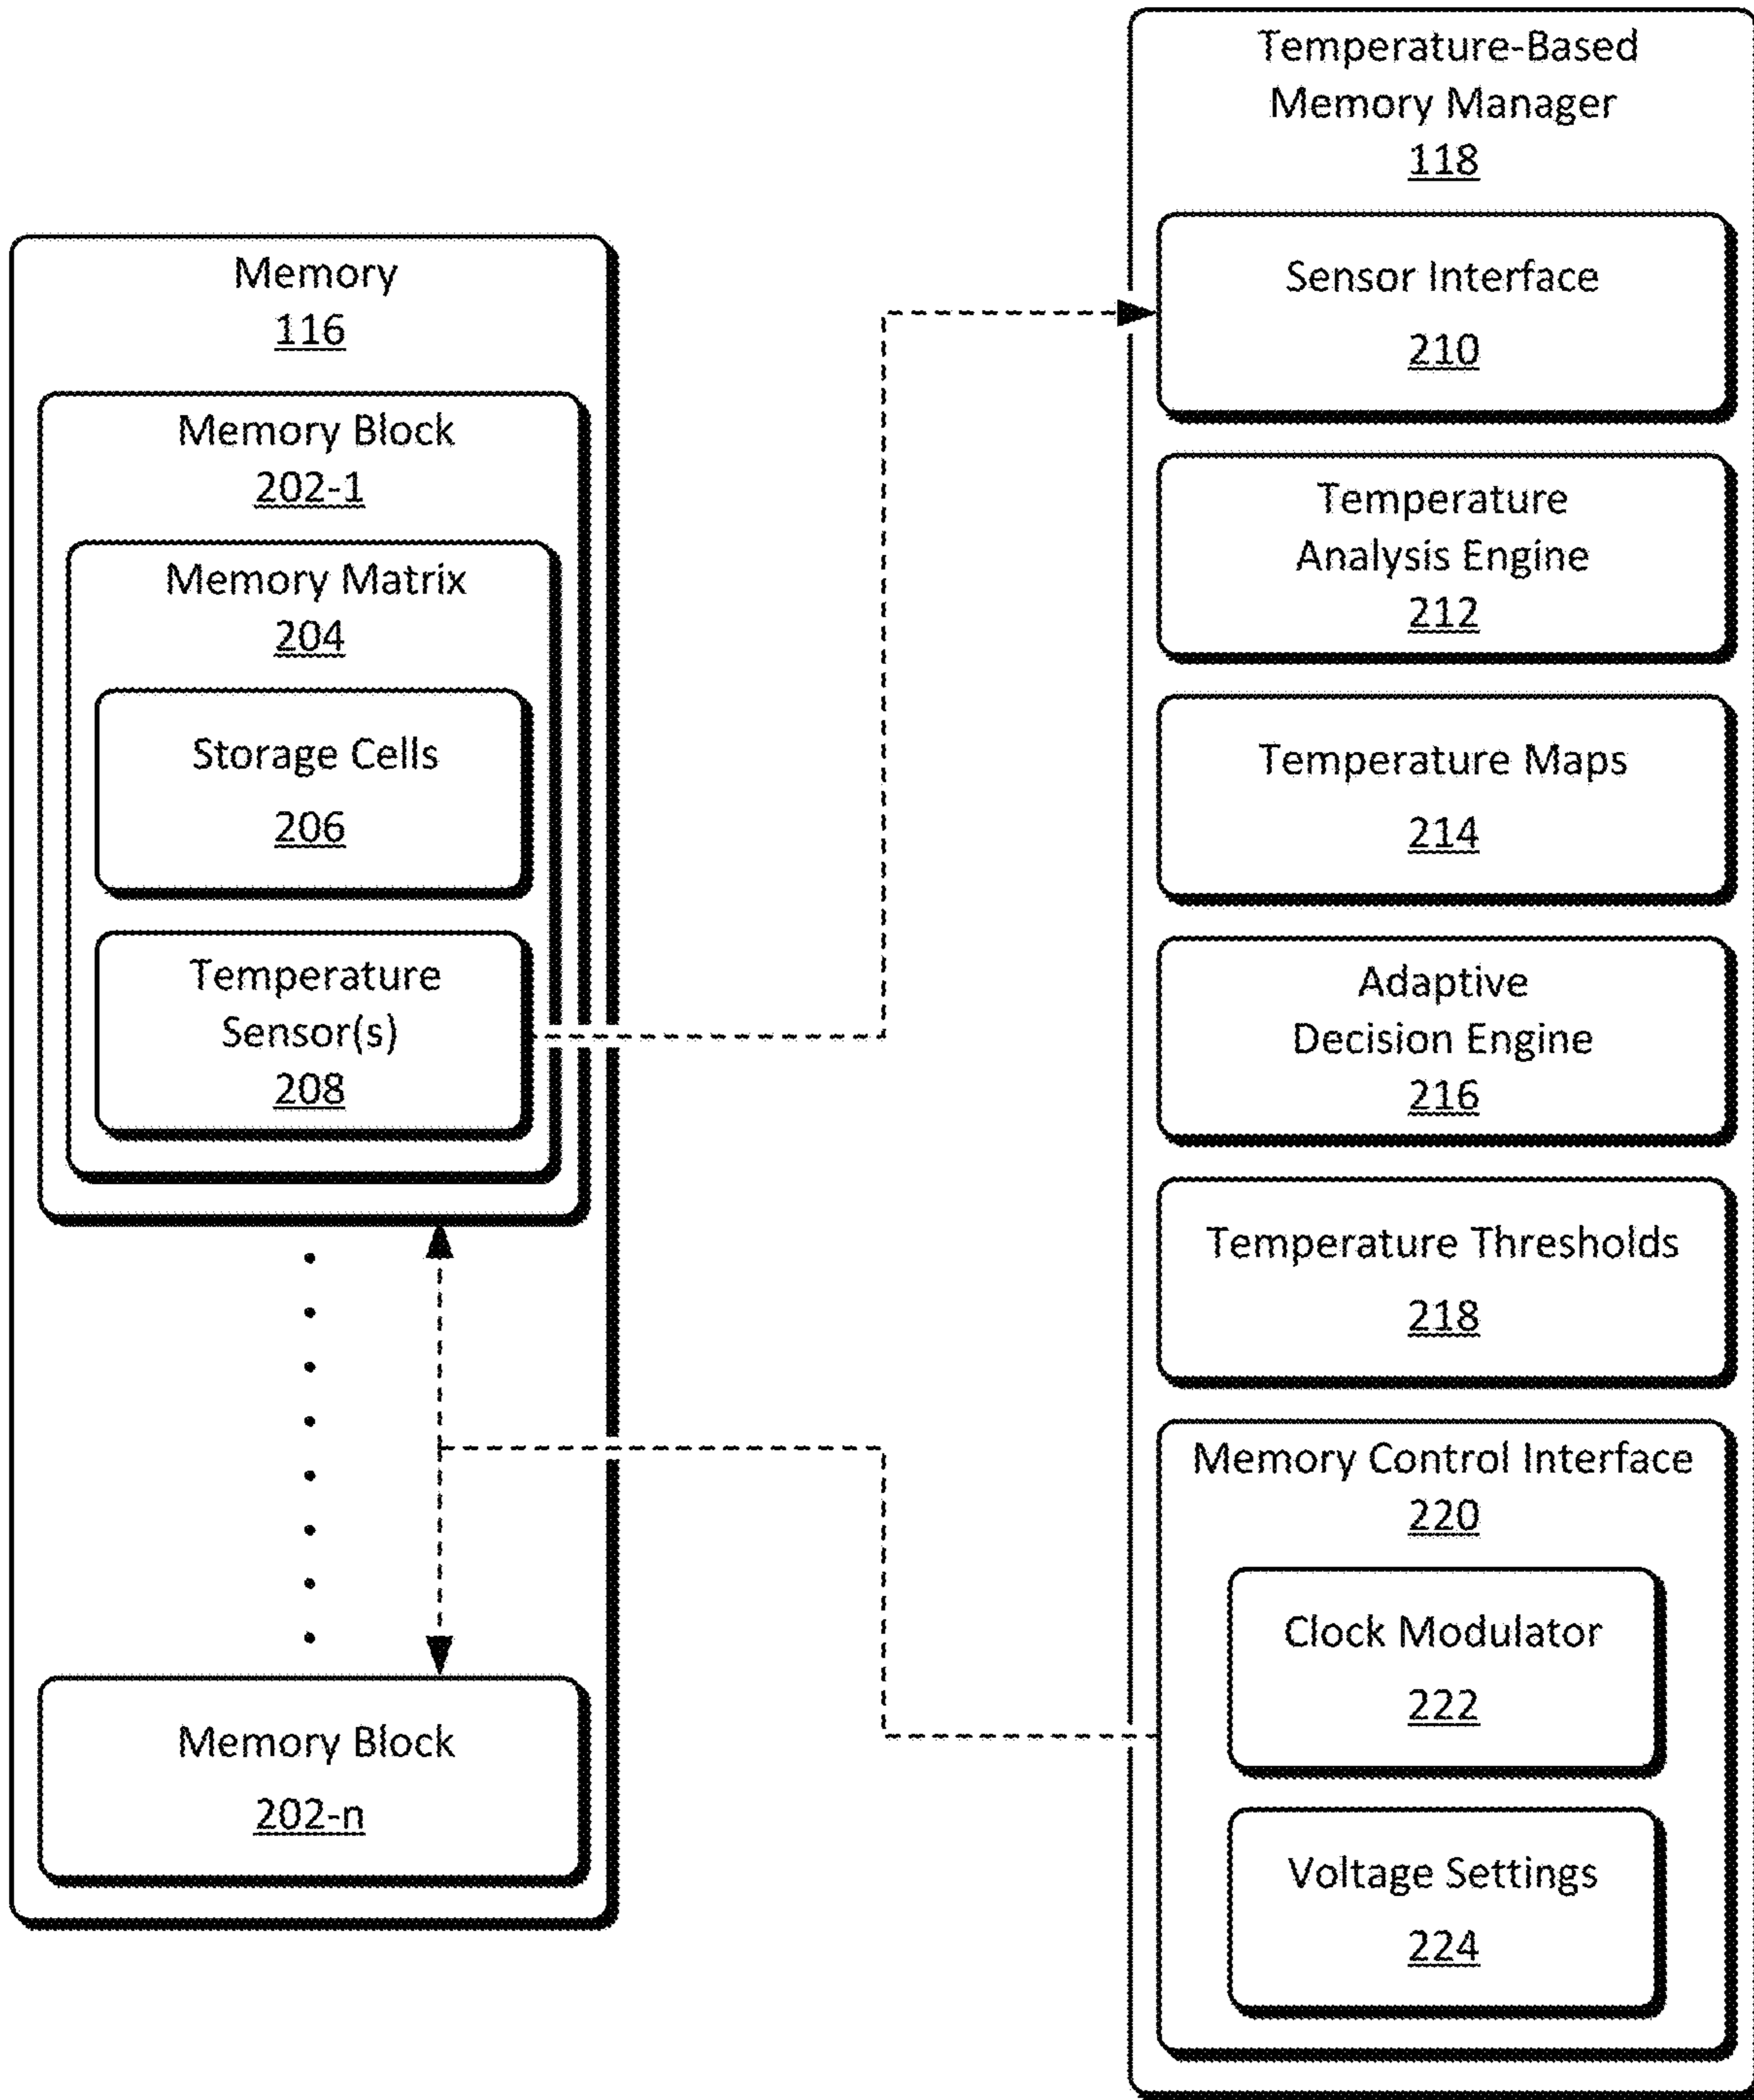 Memory
116
Memory Block
202-1
Memory Matrix
204
Storage Cells
206
Temperature
Sensor(s)
208
Memory Block
202-n
Temperature-Based
Memory Manager
118
Sensor Interface
210
Temperature
Analysis Engine
212
Temperature Maps
214
Adaptive
Decision Engine
216
Temperature Thresholds
218
Memory Control Interface
220
Clock Modulator
222
Voltage Settings
224